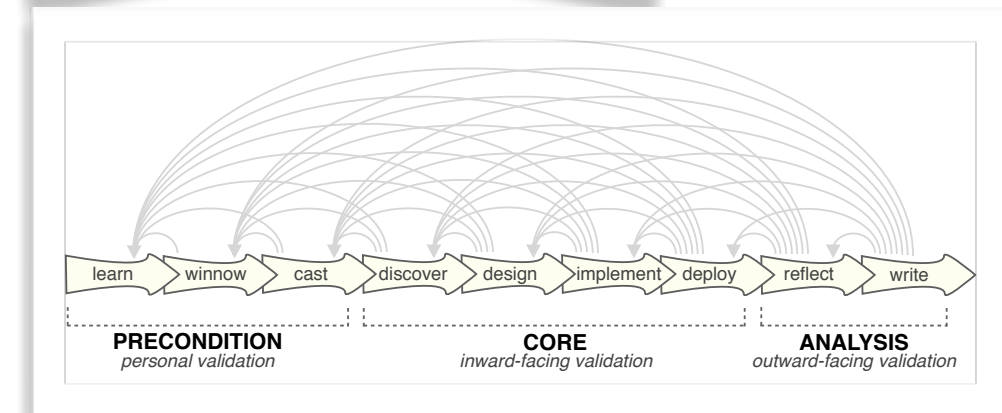 learn winnow cast discover design implement deploy reflect write
PRECONDITION CORE ANALYSIS
personal validation inward-facing validation outward-facing validation